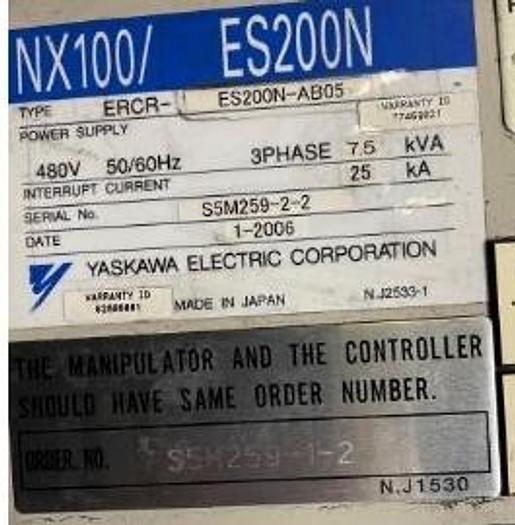 NX100/ ES200N
TYPE ERCR- ES200N-AB05
WARRANTY ID
POWER SUPPLY
480V 50/60Hz 3PHASE 7.5 kVA
25 kA
INTERRUPT CURRENT
SERIAL No. S5M259-2-2
DATE 1-2006
YASKAWA ELECTRIC CORPORATION
WARRANTY ID
MADE IN JAPAN N.J2533-1
THE MANIPULATOR AND THE CONTROLLER
SHOULD HAVE SAME ORDER NUMBER.
ORDER. NO. S5M259-1-2
N.J1530